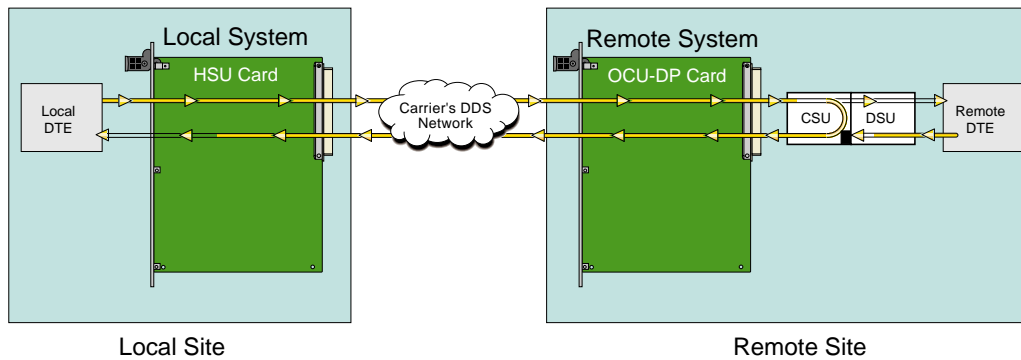 Local System
Remote System
HSU Card
OCU-DP Card
Local
DTE
Carrier's DDS
Network
CSU
DSU
Remote
DTE
Local Site
Remote Site